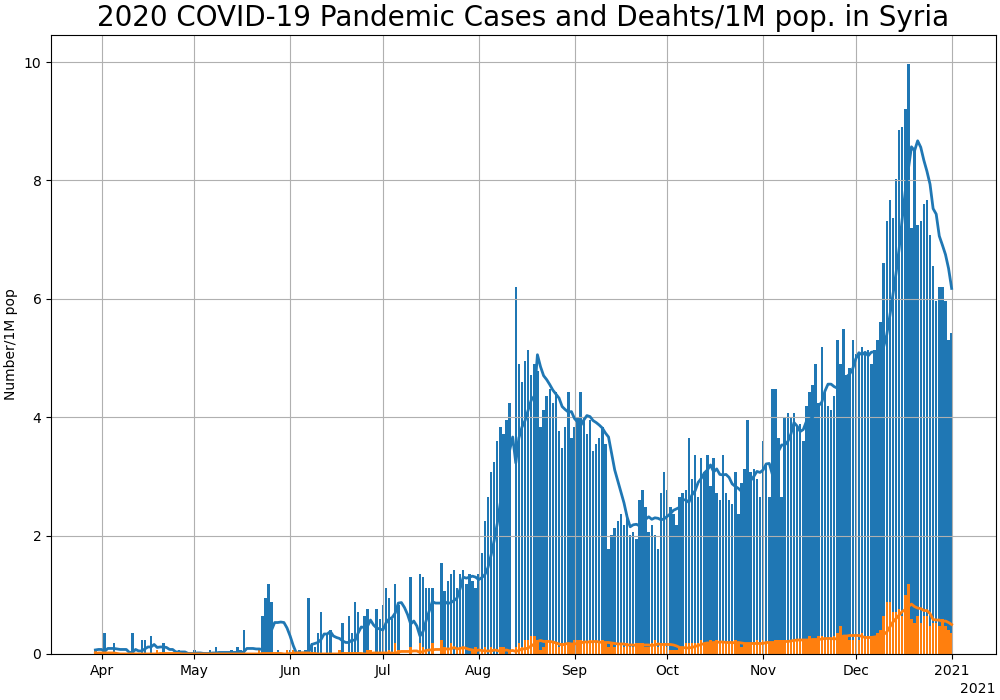 2020 COVID-19 Pandemic Cases and Deahts/1M pop. in Syria
Number/1M pop
10
8
6
4
2
0
Apr May Jun Jul Aug Sep Oct Nov Dec 2021
2021